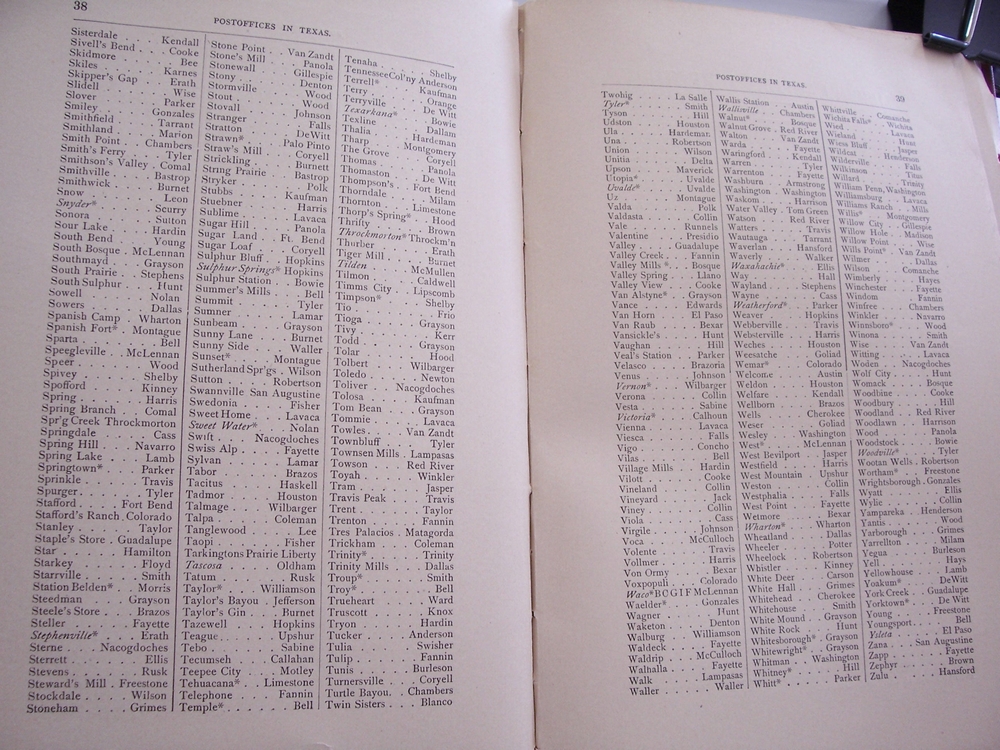 38
POSTOFFICES IN TEXAS.
Sisterdale . . . Kendall
Sivell's Bend . . Cooke
Skidmore . . . Bee
Skiles . . . Karnes
Skipper's Gap . . Erath
Slidell . . . Wise
Slover . . . Parker
Smiley . . . Gonzales
Smithfield . . . Tarrant
Smithland . . . Marion
Smith Point . . Chambers
Smith's Ferry . . Tyler
Smithson's Valley . Comal
Smithville . . Bastrop
Smithwick . . . Burnet
Snow . . . Leon
Snyder* . . . Scurry
Sonora . . . Sutton
Sour Lake . . . Hardin
South Bend . . . Young
South Bosque . McLennan
Southmayd . . Grayson
South Prairie . Stephens
South Sulphur . . Hunt
Sowell . . . Nolan
Sowers . . . Dallas
Spanish Camp . Wharton
Spanish Fort* . Montague
Sparta . . . Bell
Speegleville . . McLennan
Speer . . . Wood
Spivey . . . Shelby
Spofford . . . Kinney
Spring . . . Harris
Spring Branch . . Comal
Spr'g Creek Throckmorton
Springdale . . . Cass
Spring Hill . . Navarro
Spring Lake . . Lamb
Springtown* . . Parker
Sprinkle . . . Travis
Spurger . . . Tyler
Stafford . . Fort Bend
Stafford's Ranch . Colorado
Stanley . . . Taylor
Staple's Store . Guadalupe
Star . . . Hamilton
Starkey . . . Floyd
Starrville . . . Smith
Station Belden* . Morris
Steedman . . Grayson
Steele's Store . . Brazos
Steller . . . Fayette
Stephenville* . . Erath
Sterne . . Nacogdoches
Sterrett . . . Ellis
Stevens . . . Rusk
Steward's Mill . Freestone
Stockdale . . . Wilson
Stoneham . . . Grimes
Stone Point . . Van Zandt
Stone's Mill . . Panola
Stonewall . . Gillespie
Stony . . . Denton
Stormville . . . Wood
Stout . . . Wood
Stovall . . . Johnson
Stranger . . . Falls
Stratton . . . DeWitt
Strawn* . . Palo Pinto
Straw's Mill . . Coryell
Strickling . . . Burnett
String Prairie . Bastrop
Stryker . . . Polk
Stubbs . . . Kaufman
Stuebner . . . Harris
Sublime . . . Lavaca
Sugar Hill . . . Panola
Sugar Land . . Ft. Bend
Sugar Loaf . . Coryell
Sulphur Bluff . . Hopkins
Sulphur Springs* Hopkins
Sulphur Station . Bowie
Summer's Mill . . Bell
Summit . . . Tyler
Sumner . . . Lamar
Sunbeam . . . Grayson
Sunny Lane . . Burnet
Sunny Side . . . Waller
Sunset* . . . Montague
Sutherland Spr'gs . Wilson
Sutton . . . Robertson
Swannville San Augustine
Swedonia . . . Fisher
Sweet Home . . Lavaca
Sweet Water* . . Nolan
Swift . . Nacogdoches
Swiss Alp . . . Fayette
Sylvan . . . Lamar
Tabor . . . Brazos
Tacitus . . . Haskell
Tadmor . . . Houston
Talmage . . Wilbarger
Talpa . . . Coleman
Tanglewood . . . Lee
Taopi . . . Fisher
Tarkingtons Prairie Liberty
Tascosa . . . Oldham
Tatum . . . Rusk
Taylor* . . Williamson
Taylor's Bayou . Jefferson
Taylor's Gin . . Burnet
Tazewell . . . Hopkins
Teague . . . Upshur
Tebo . . . Sabine
Tecumseh . . Callahan
Teepee City . . Motley
Tehuacana* . Limestone
Telephone . . . Fannin
Temple* . . . Bell
Tenaha . . . Shelby
TennesseeCol'ny Anderson
Terrell* . . . Kaufman
Terry . . . Orange
Terryville . . De Witt
Texarkana* . . Bowie
Texline . . . Dallam
Thalia . . . Hardeman
Tharp . . Montgomery
The Grove . . Coryell
Thomas . . . Panola
Thomaston . . De Witt
Thompson's . . Fort Bend
Thorndale . . . Milam
Thornton . . Limestone
Thorp's Spring* . . Hood
Thrifty . . . Brown
Throckmorton* Throckm'n
Thurber . . . Erath
Tiger Mill . . . Burnet
Tilden . . . McMullen
Tilmon . . . Caldwell
Timms City . . Lipscomb
Timpson* . . . Shelby
Tio . . . Frio
Tioga . . . Grayson
Tivy . . . Kerr
Todd . . . Grayson
Tolar . . . Hood
Tolbert . . Wilbarger
Toledo . . . Newton
Toliver . . Nacogdoches
Tolosa . . . Kaufman
Tom Bean . . Grayson
Tommie . . . Lavaca
Towles . . Van Zandt
Townbluff . . . Tyler
Townsen Mills . Lampasas
Towson . . Red River
Toyah . . . Winkler
Tram . . . Jasper
Travis Peak . . Travis
Trent . . . Taylor
Trenton . . . Fannin
Tres Palacios . Matagorda
Trickham . . Coleman
Trinity* . . . Trinity
Trinity Mills . . Dallas
Troup* . . . Smith
Troy* . . . Bell
Trueheart . . . Ward
Truscott . . . Knox
Tryon . . . Hardin
Tucker . . . Anderson
Tulia . . . Swisher
Tulip . . . Fannin
Tunis . . . Burleson
Turnersville . . Coryell
Turtle Bayou . Chambers
Twin Sisters . . Blanco
POSTOFFICES IN TEXAS.
39
Twohig . . . La Salle
Tyler* . . . Smith
Tyson . . . Hill
Udston . . . Houston
Ula . . . Hardeman
Una . . . Robertson
Union . . . Wilson
Unitia . . . Delta
Upson . . . Maverick
Utopia* . . . Uvalde
Uvalde* . . . Uvalde
Uz . . . Montague
Valda . . . Polk
Valdasta . . . Collin
Vale . . . Runnels
Valentine . . Presidio
Valley . . . Guadalupe
Valley Creek . . Fannin
Valley Mills* . . Bosque
Valley Spring . . Llano
Valley View . . Cooke
Van Alstyne* . . Grayson
Vance . . . Edwards
Van Horn . . El Paso
Van Raub . . . Bexar
Vansickle's . . . Hunt
Vaughan . . . Hill
Veal's Station . . Parker
Velasco . . . Brazoria
Venus . . . Johnson
Vernon* . . Wilbarger
Verona . . . Collin
Vesta . . . Sabine
Victoria* . . Calhoun
Vienna . . . Lavaca
Viesca . . . Falls
Vigo . . . Concho
Vilas . . . Bell
Village Mills . . Hardin
Vilott . . . Cooke
Vineland . . . Collin
Vineyard . . . Jack
Viney . . . Collin
Viola . . . Cass
Virgile . . . Johnson
Voca . . . McCulloch
Volente . . . Travis
Vollmer . . . Harris
Von Ormy . . . Bexar
Voxpopuli . . Colorado
Waco*BCGIF McLennan
Waelder* . . Gonzales
Wagner . . . Hunt
Waketon . . . Denton
Walburg . . Williamson
Waldeck . . . Fayette
Waldrip . . McCulloch
Walhalla . . . Fayette
Walk . . . Lampasas
Waller . . . Waller
Wallis Station . . Austin
Wallisville . . Chambers
Walnut* . . . Bosque
Walnut Grove . Red River
Walton . . Van Zandt
Warda . . . Fayette
Waringford . . Kendall
Warren . . . Tyler
Warrenton . . Fayette
Washburn . . Armstrong
Washington . Washington
Waskom . . . Harrison
Water Valley . Tom Green
Watson . . Red River
Watters . . . Travis
Wautauga . . Tarrant
Waverlan . . Hansford
Waverly . . . Walker
Waxahachie* . . Ellis
Way . . . Hall
Wayland . . Stephens
Wayne . . . Cass
Weatherford* . . Parker
Weaver . . . Hopkins
Webberville . . Travis
Websterville . . Harris
Weches . . . Houston
Weesatche . . Goliad
Weimar* . . Colorado
Welcome . . . Austin
Weldon . . . Houston
Welfare . . . Kendall
Wellborn . . . Brazos
Wells . . . Cherokee
Weser . . . Goliad
Wesley . . Washington
West* . . . McLennan
West Bevilport . . Jasper
Westfield . . . Harris
West Mountain . Upshur
Weston . . . Collin
Westphalia . . . Falls
West Point . . Fayette
Wetmore . . . Bexar
Wharton* . . Wharton
Wheatland . . Dallas
Wheeler . . . Potter
Wheelock . . Robertson
Whistler . . . Kinney
White Deer . . Carson
White Hall . . Grimes
Whitehead . . Cherokee
Whitehouse . . Smith
White Mound . Grayson
White Rock . . Hunt
Whitesborough* . Grayson
Whitewright* . . Grayson
Whitman . . Washington
Whitney* . . . Hill
Whitt* . . . Parker
Whittville . . Comanche
Wichita Falls* . Wichita
Wied . . . Lavaca
Wieland . . . Hunt
Wiess Bluff . . Jasper
Wildcat . . Henderson
Wilderville . . Falls
Wilkinson . . . Titus
Willard . . . Trinity
William Penn, Washington
Williamsburg . . Lavaca
Williams Ranch . . Mills
Willis* . . Montgomery
Willow City . . Gillespie
Willow Hole . . Madison
Willow Point . . Wise
Wills Point* . Van Zandt
Wilmer . . . Dallas
Wilson . . . Comanche
Wimberly . . . Hayes
Winchester . . Fayette
Windom . . . Fannin
Winfree . . Chambers
Winkler . . . Navarro
Winnsboro* . . Wood
Winona . . . Smith
Wise . . . Van Zandt
Witting . . . Lavaca
Woden . . Nacogdoches
Wolf City . . . Hunt
Womack . . . Bosque
Woodbine . . . Cooke
Woodbury . . . Hill
Woodland . . Red River
Woodlawn . . Harrison
Wood . . . Panola
Woodstock . . . Bowie
Woodville* . . . Tyler
Wootan Wells . Robertson
Wortham* . . Freestone
Wrightsborough . Gonzales
Wyatt . . . Ellis
Wylie . . . Collin
Yampareka . Henderson
Yantis . . . Wood
Yarborough . . Grimes
Yarrellton . . . Milam
Yegua . . . Burleson
Yell . . . Hays
Yellowhouse . . Lamb
Yoakum* . . . DeWitt
York Creek . . Guadalupe
Yorktown* . . De Witt
Young . . . Freestone
Youngsport . . . Bell
Ysleta . . . El Paso
Zana . . San Augustine
Zapp . . . Fayette
Zephyr . . . Brown
Zulu . . . Hansford